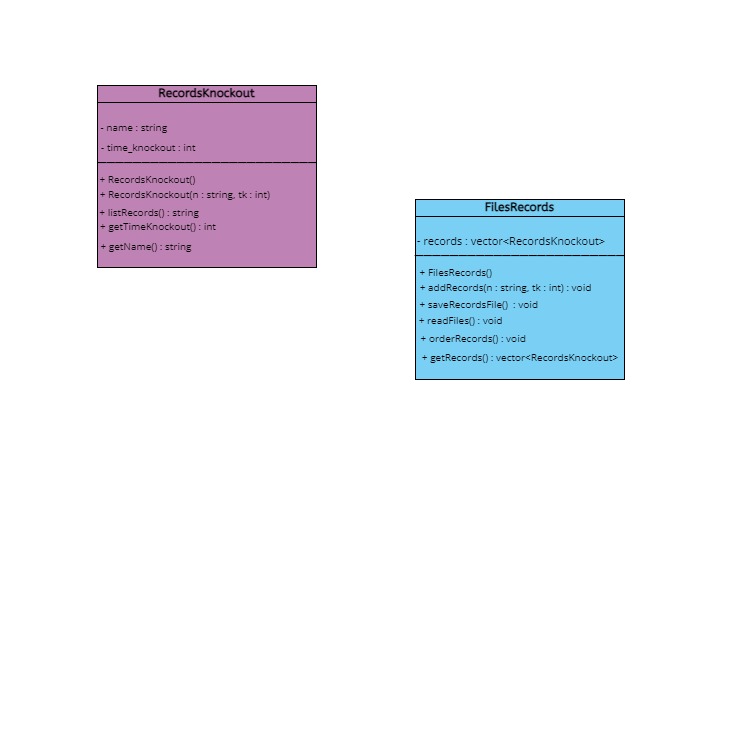 RecordsKnockout
- name : string
- time_knockout : int
+ RecordsKnockout()
+ RecordsKnockout(n : string, tk : int)
+ listRecords() : string
+ getTimeKnockout() : int
+ getName() : string
FilesRecords
- records : vector<RecordsKnockout>
+ FilesRecords()
+ addRecords(n : string, tk : int) : void
+ saveRecordsFile() : void
+ readFiles() : void
+ orderRecords() : void
+ getRecords() : vector<RecordsKnockout>